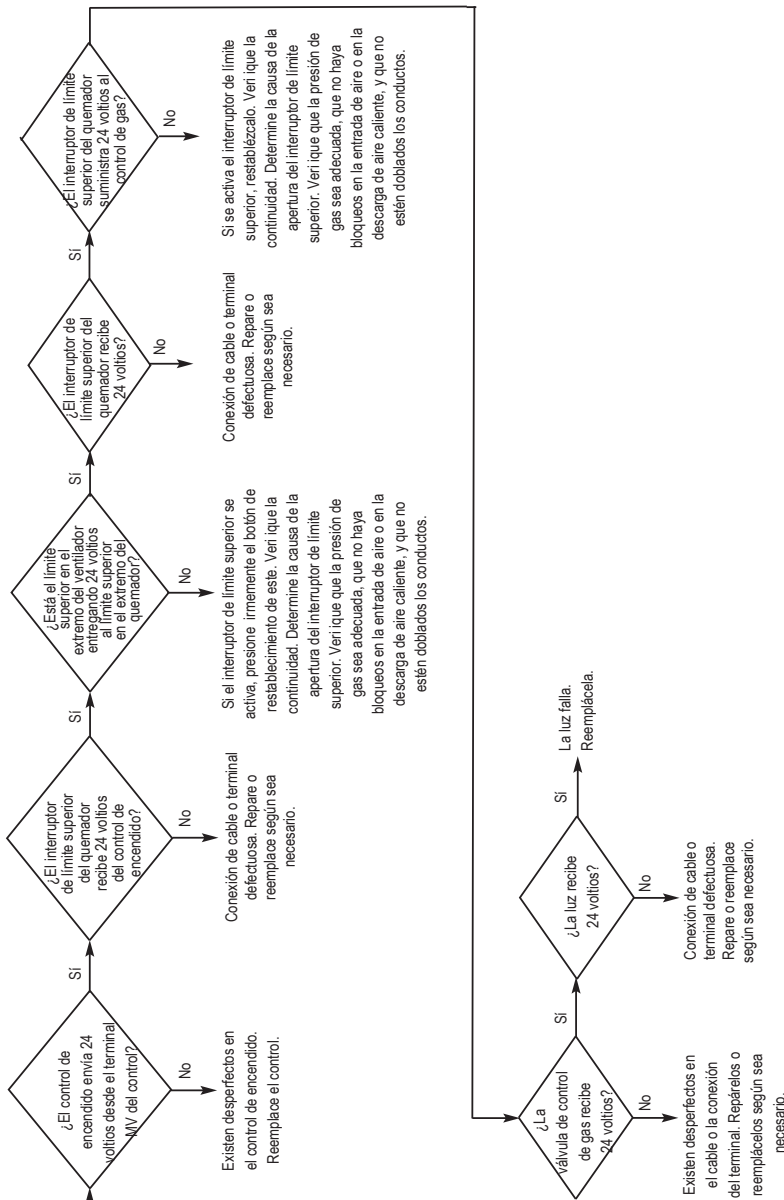 ¿El control de
encendido envía 24
voltios desde el terminal
MV del control?
No
Existen desperfectos en
el control de encendido.
Reemplace el control.
Sí
¿El interruptor
de límite superior
del quemador
recibe 24 voltios
del control de
encendido?
No
Conexión de cable o terminal
defectuosa. Repare o
reemplace según sea
necesario.
Sí
¿Está el límite
superior en el
extremo del ventilador
entregando 24 voltios
al límite superior
en el extremo del
quemador?
No
Si el interruptor de límite superior se
activa, presione irmemente el botón de
restablecimiento de este. Veri ique la
continuidad. Determine la causa de la
apertura del interruptor de límite
superior. Veri ique que la presión de
gas sea adecuada, que no haya
bloqueos en la entrada de aire o en la
descarga de aire caliente, y que no
estén doblados los conductos.
Sí
¿El interruptor de
límite superior del
quemador recibe
24 voltios?
No
Conexión de cable o terminal
defectuosa. Repare o
reemplace según sea
necesario.
Sí
¿El interruptor de límite
superior del quemador
suministra 24 voltios al
control de gas?
No
Si se activa el interruptor de límite
superior, restablézcalo. Veri ique la
continuidad. Determine la causa de la
apertura del interruptor de límite
superior. Veri ique que la presión de
gas sea adecuada, que no haya
bloqueos en la entrada de aire o en la
descarga de aire caliente, y que no
estén doblados los conductos.
¿La
válvula de control
de gas recibe
24 voltios?
No
Existen desperfectos en
el cable o la conexión
del terminal. Repárelos o
reemplácelos según sea
necesario.
Sí
¿La luz recibe
24 voltios?
No
Conexión de cable o
terminal defectuosa.
Repare o reemplace
según sea necesario.
Sí
La luz falla.
Reemplácela.